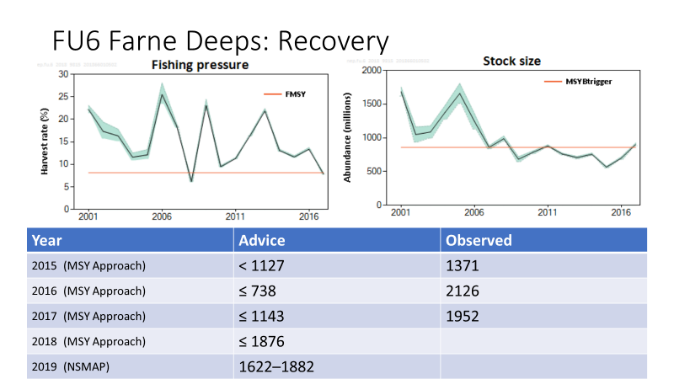 FU6 Farne Deeps: Recovery
Fishing pressure
Harvest rate (%)
30
25
20
15
10
5
0
FMSY
2001 2006 2011 2016
Stock size
Abundance (millions)
2000
1500
1000
500
0
MSYBtrigger
2001 2006 2011 2016
Year Advice Observed
2015 (MSY Approach) < 1127 1371
2016 (MSY Approach) ≤ 738 2126
2017 (MSY Approach) ≤ 1143 1952
2018 (MSY Approach) ≤ 1876
2019 (NSMAP) 1622–1882